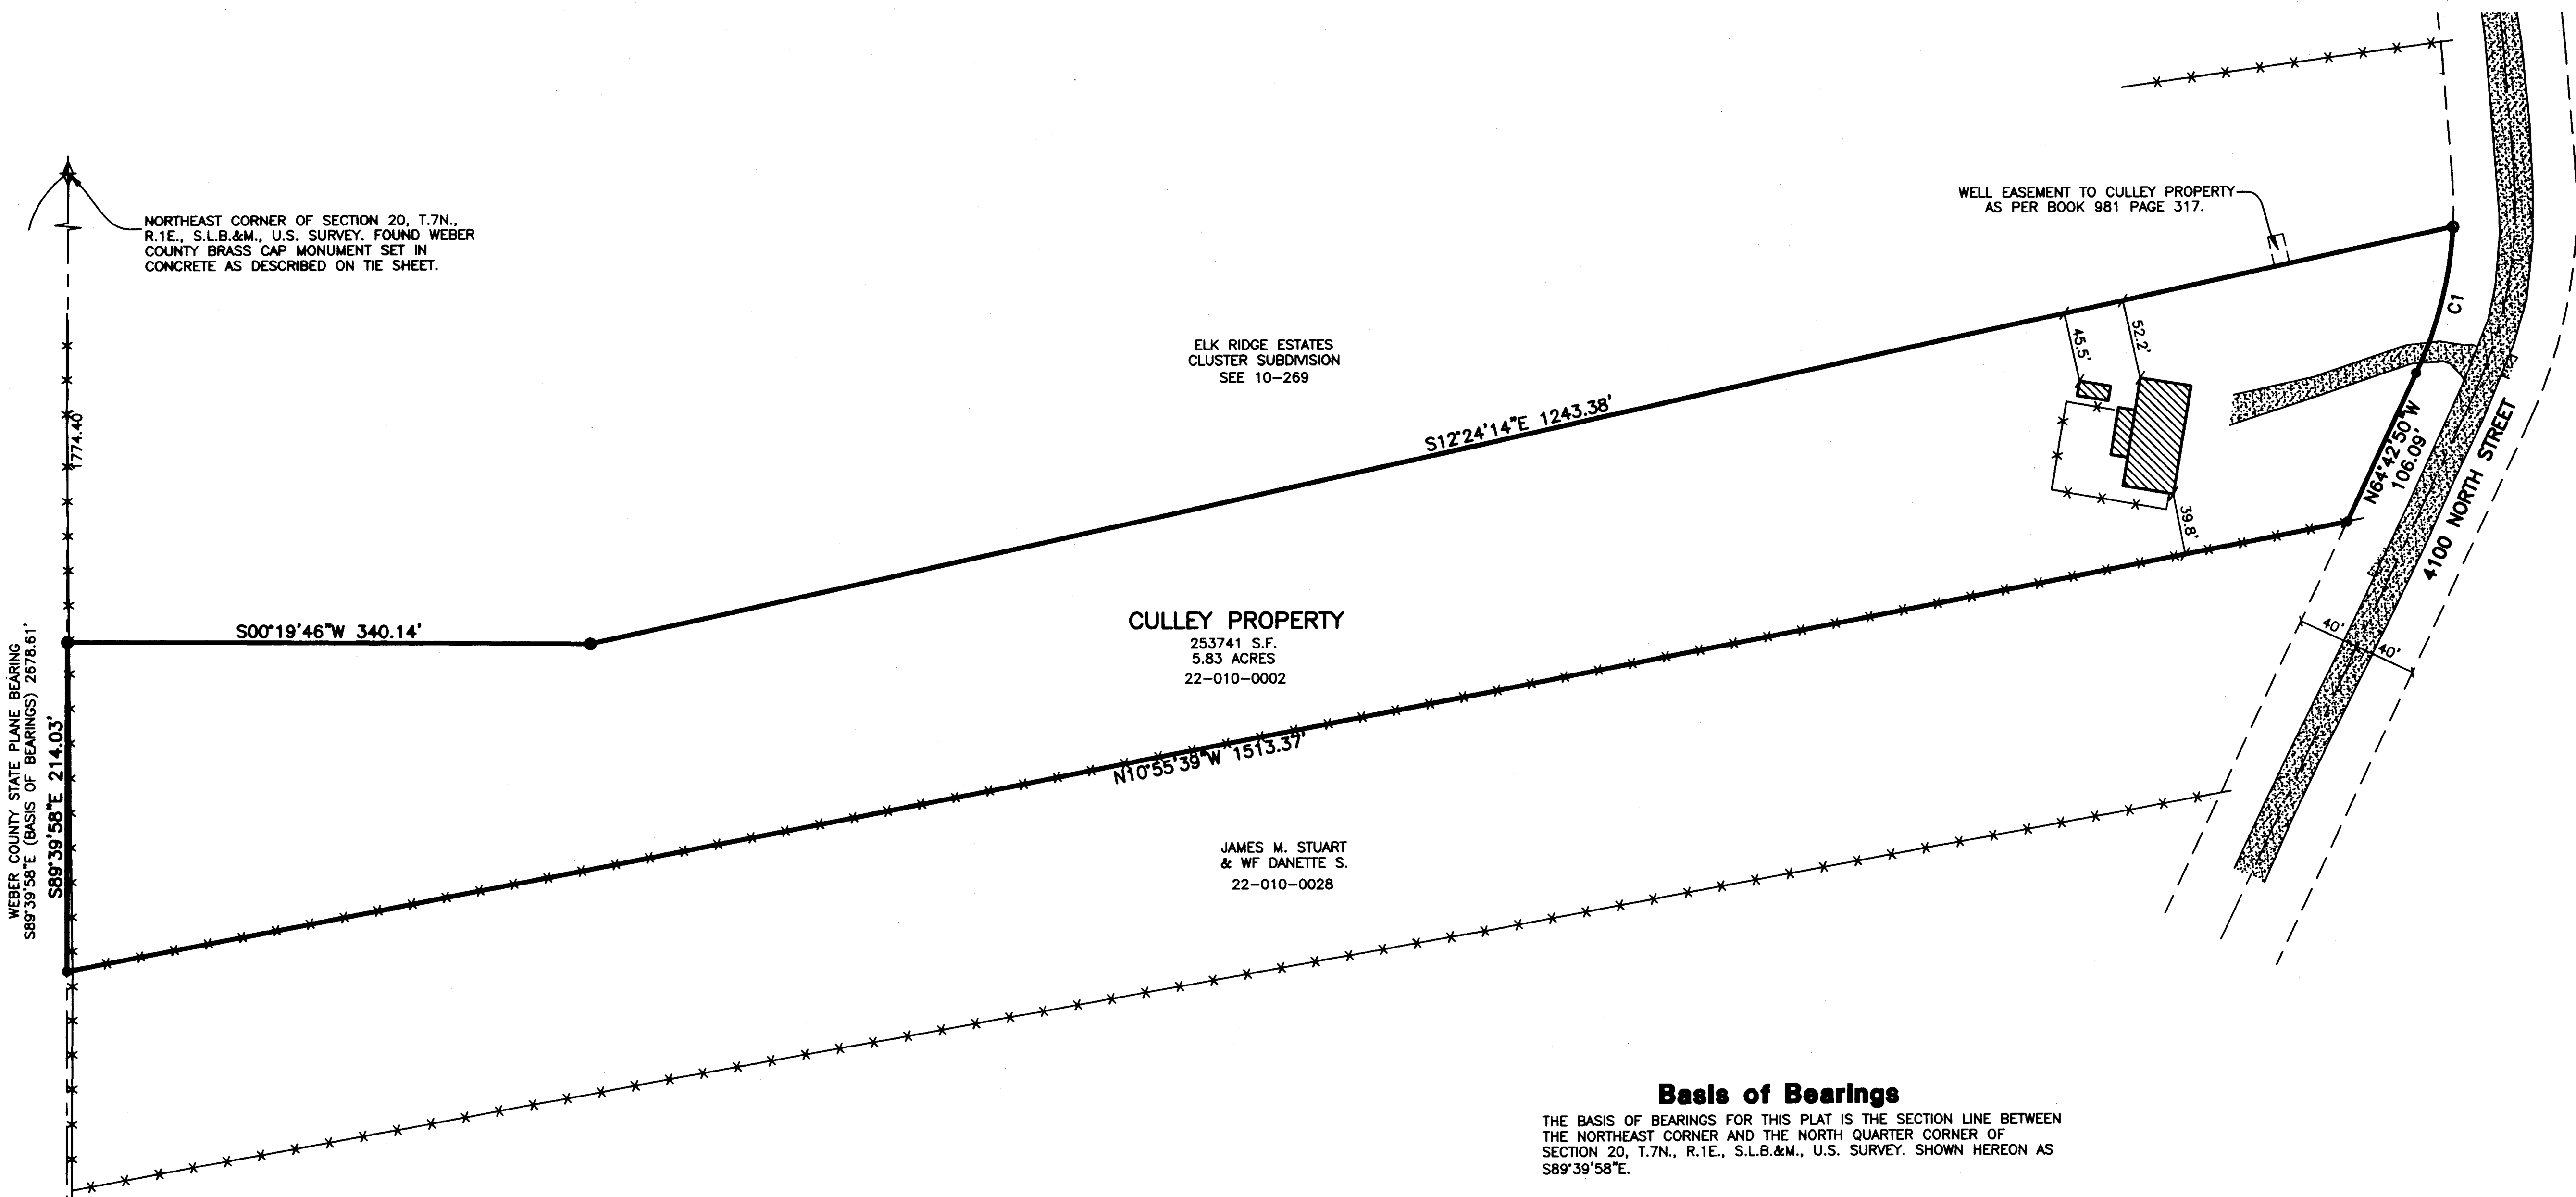 NORTHEAST CORNER OF SECTION 20, T.7N.,
R.1E., S.L.B.&M., U.S. SURVEY. FOUND WEBER
COUNTY BRASS CAP MONUMENT SET IN
CONCRETE AS DESCRIBED ON TIE SHEET.
WELL EASEMENT TO CULLEY PROPERTY
AS PER BOOK 981 PAGE 317.
C1
45.5'
52.2'
ELK RIDGE ESTATES
CLUSTER SUBDIVISION
SEE 10-269
S12°24'14"E 1243.38'
1774.40'
N64°42'50"W
106.09'
4100 NORTH STREET
39.8'
S00°19'46"W 340.14'
CULLEY PROPERTY
253741 S.F.
5.83 ACRES
22-010-0002
40'
40'
WEBER COUNTY STATE PLANE BEARING
S89°39'58"E (BASIS OF BEARINGS) 2678.61'
S89°39'58"E 214.03'
N10°55'39"W 1513.37'
JAMES M. STUART
& WF DANETTE S.
22-010-0028
Basis of Bearings
THE BASIS OF BEARINGS FOR THIS PLAT IS THE SECTION LINE BETWEEN
THE NORTHEAST CORNER AND THE NORTH QUARTER CORNER OF
SECTION 20, T.7N., R.1E., S.L.B.&M., U.S. SURVEY. SHOWN HEREON AS
S89°39'58"E.